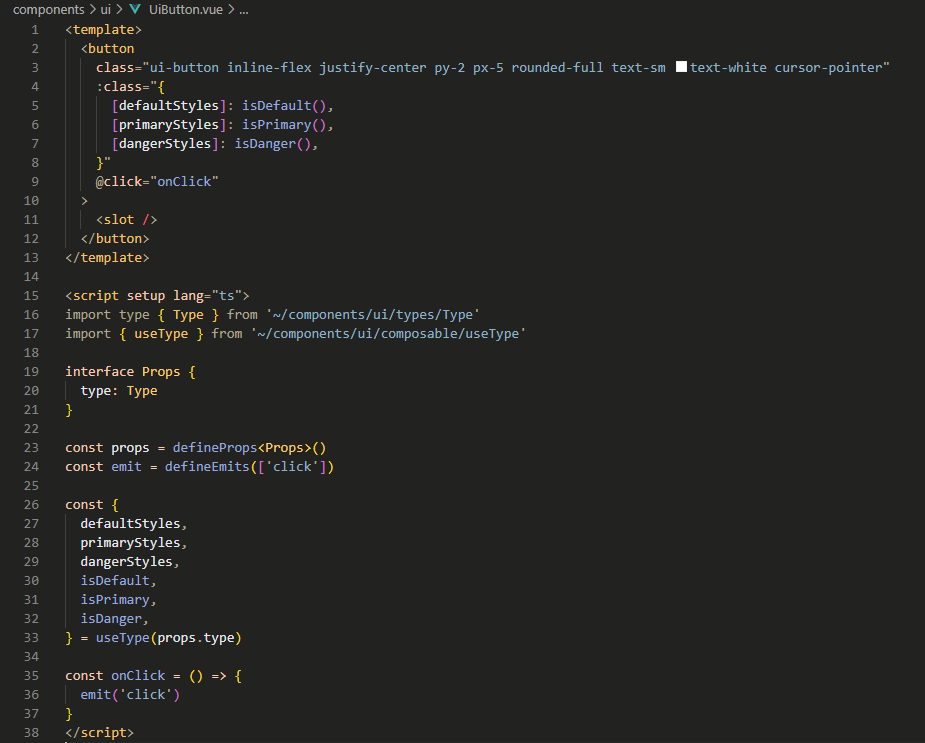 components > ui > UiButton.vue > ...
1 <template>
2   <button
3     class="ui-button inline-flex justify-center py-2 px-5 rounded-full text-sm text-white cursor-pointer"
4     :class="{
5       [defaultStyles]: isDefault(),
6       [primaryStyles]: isPrimary(),
7       [dangerStyles]: isDanger(),
8     }"
9     @click="onClick"
10   >
11     <slot />
12   </button>
13 </template>
14
15 <script setup lang="ts">
16 import type { Type } from '~/components/ui/types/Type'
17 import { useType } from '~/components/ui/composable/useType'
18
19 interface Props {
20   type: Type
21 }
22
23 const props = defineProps<Props>()
24 const emit = defineEmits(['click'])
25
26 const {
27   defaultStyles,
28   primaryStyles,
29   dangerStyles,
30   isDefault,
31   isPrimary,
32   isDanger,
33 } = useType(props.type)
34
35 const onClick = () => {
36   emit('click')
37 }
38 </script>